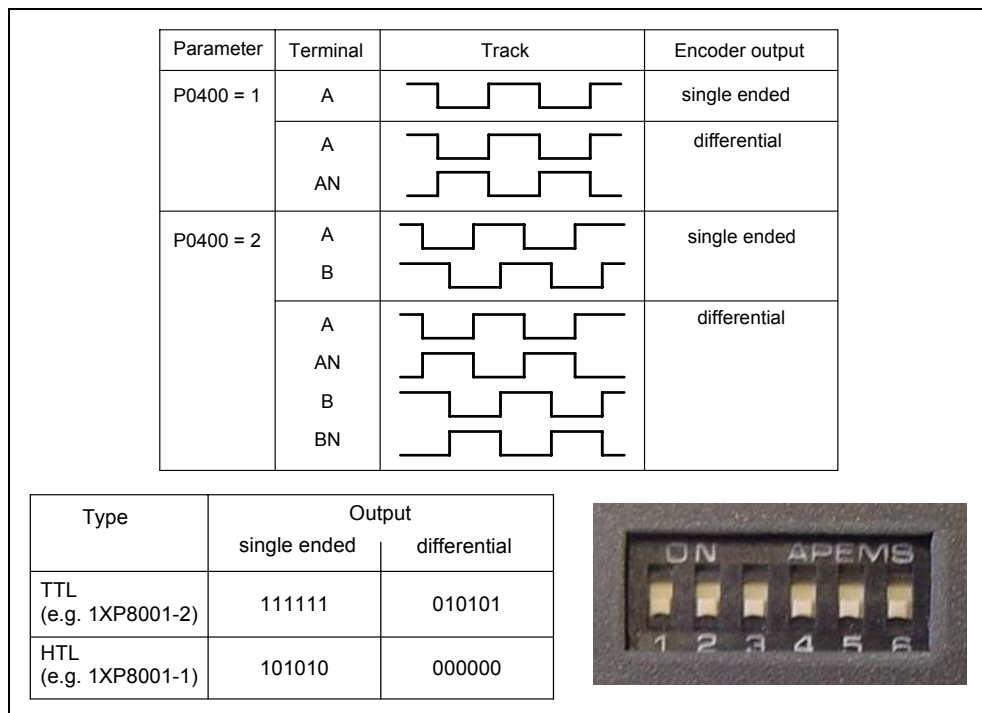 Parameter Terminal Track Encoder output
P0400 = 1 A single ended
A differential
AN
P0400 = 2 A single ended
B
A differential
AN
B
BN
Type Output
single ended differential
TTL
(e.g. 1XP8001-2) 111111 010101
HTL
(e.g. 1XP8001-1) 101010 000000
ON APEMS
1 2 3 4 5 6